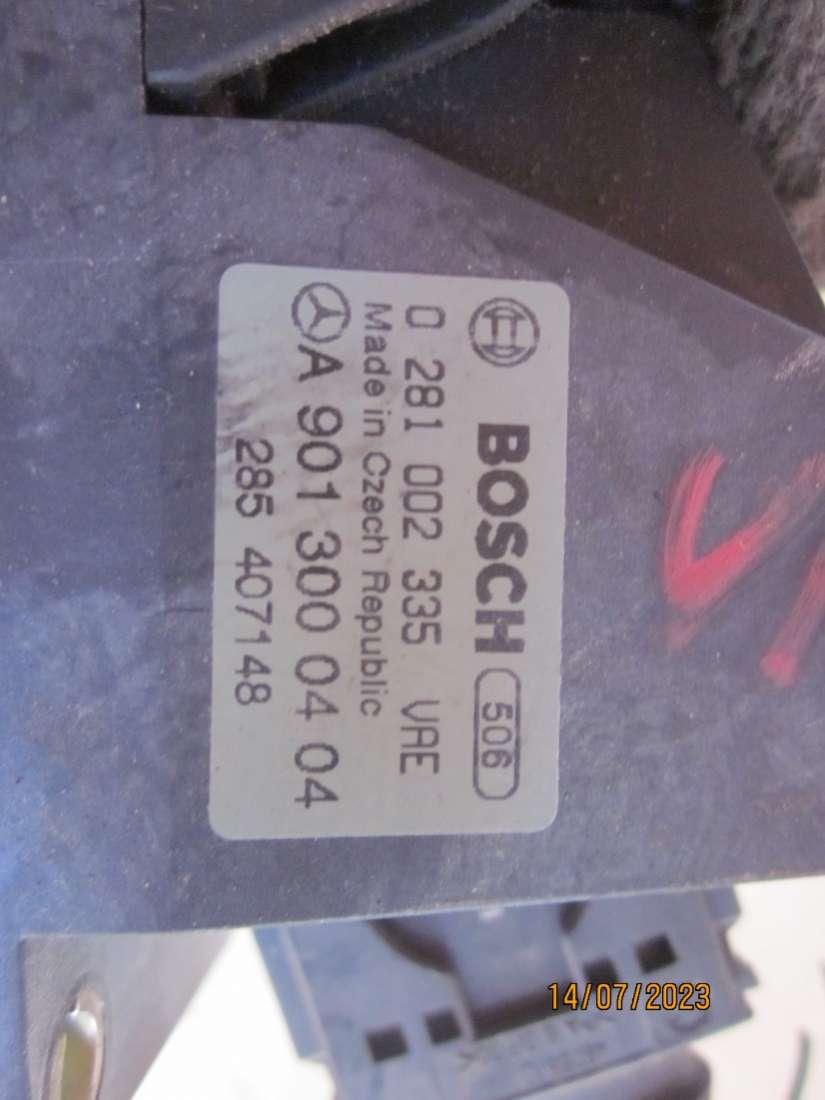 BOSCH 506
0 281 002 335 VAE
Made in Czech Republic
A 901 300 04 04
285 407148
14/07/2023